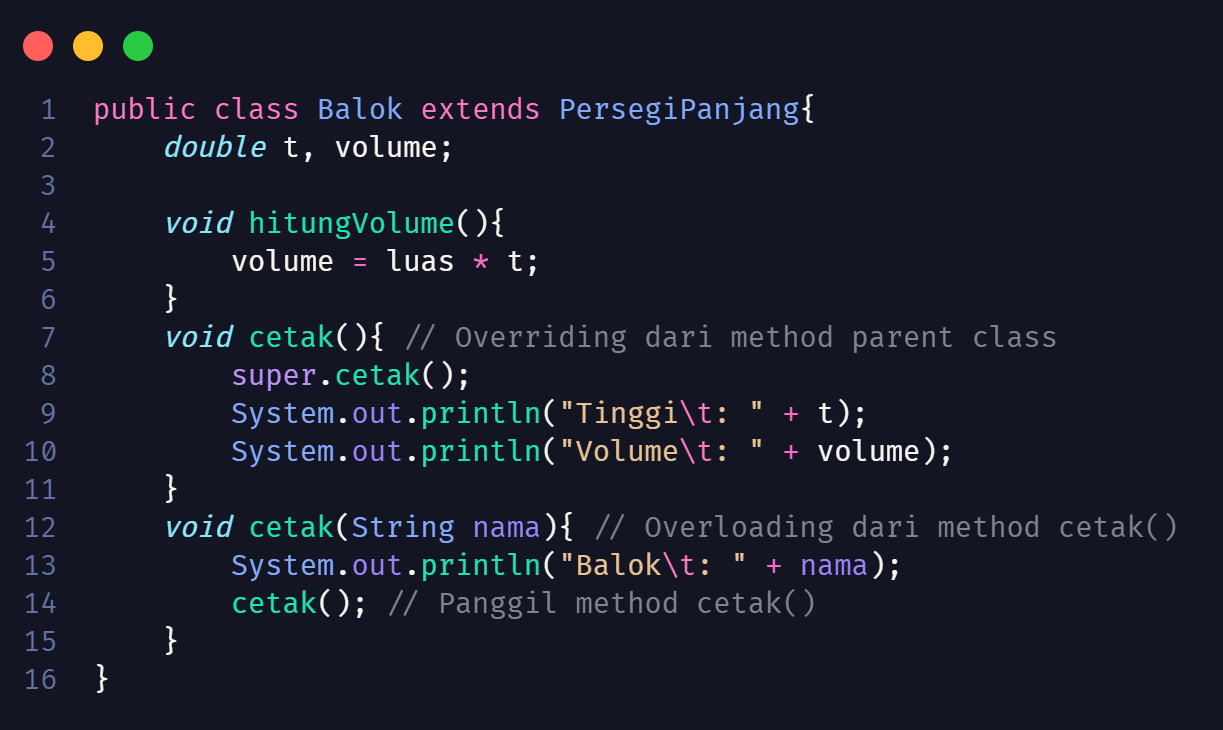 1 public class Balok extends PersegiPanjang{
2     double t, volume;
3
4     void hitungVolume(){
5         volume = luas * t;
6     }
7     void cetak(){ // Overriding dari method parent class
8         super.cetak();
9         System.out.println("Tinggi\t: " + t);
10         System.out.println("Volume\t: " + volume);
11     }
12     void cetak(String nama){ // Overloading dari method cetak()
13         System.out.println("Balok\t: " + nama);
14         cetak(); // Panggil method cetak()
15     }
16 }